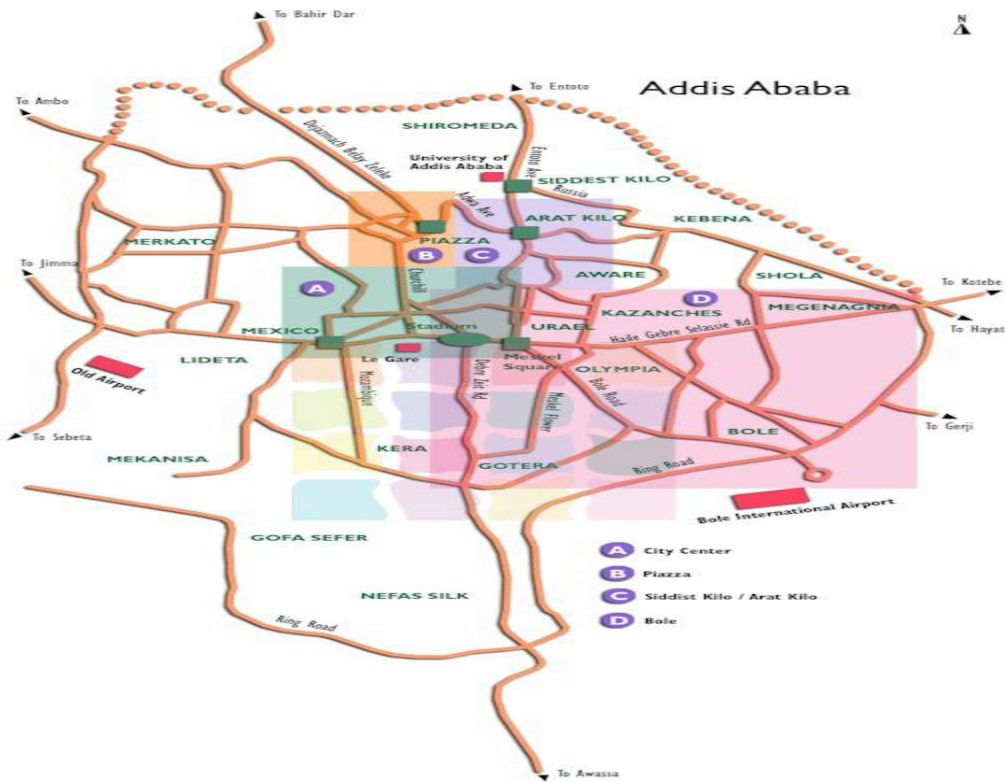 To Bahir Dar
N
Addis Ababa
To Ambo
To Entoto
SHIROMEDA
Dejazmach Belay Zeleke
University of
Addis Ababa
Entoto Ave
SIDDEST KILO
Russia
Adwa Ave
ARAT KILO
KEBENA
MERKATO
PIAZZA
B
C
To Jimma
AWARE
SHOLA
To Kotebe
A
Churchill
D
KAZANCHES
MEGENAGNIA
MEXICO
Stadium
URAEL
Haile Gebre Selassie Rd
To Hayat
LIDETA
Le Gare
Meskel
Square
OLYMPIA
Old Airport
Mozambique
Debre Zeit Rd
Meskel Flwer
Bole Road
To Sebeta
To Gerji
BOLE
MEKANISA
KERA
GOTERA
Ring Road
Bole International Airport
GOFA SEFER
A City Center
B Piazza
C Siddist Kilo / Arat Kilo
D Bole
NEFAS SILK
Ring Road
To Awassa